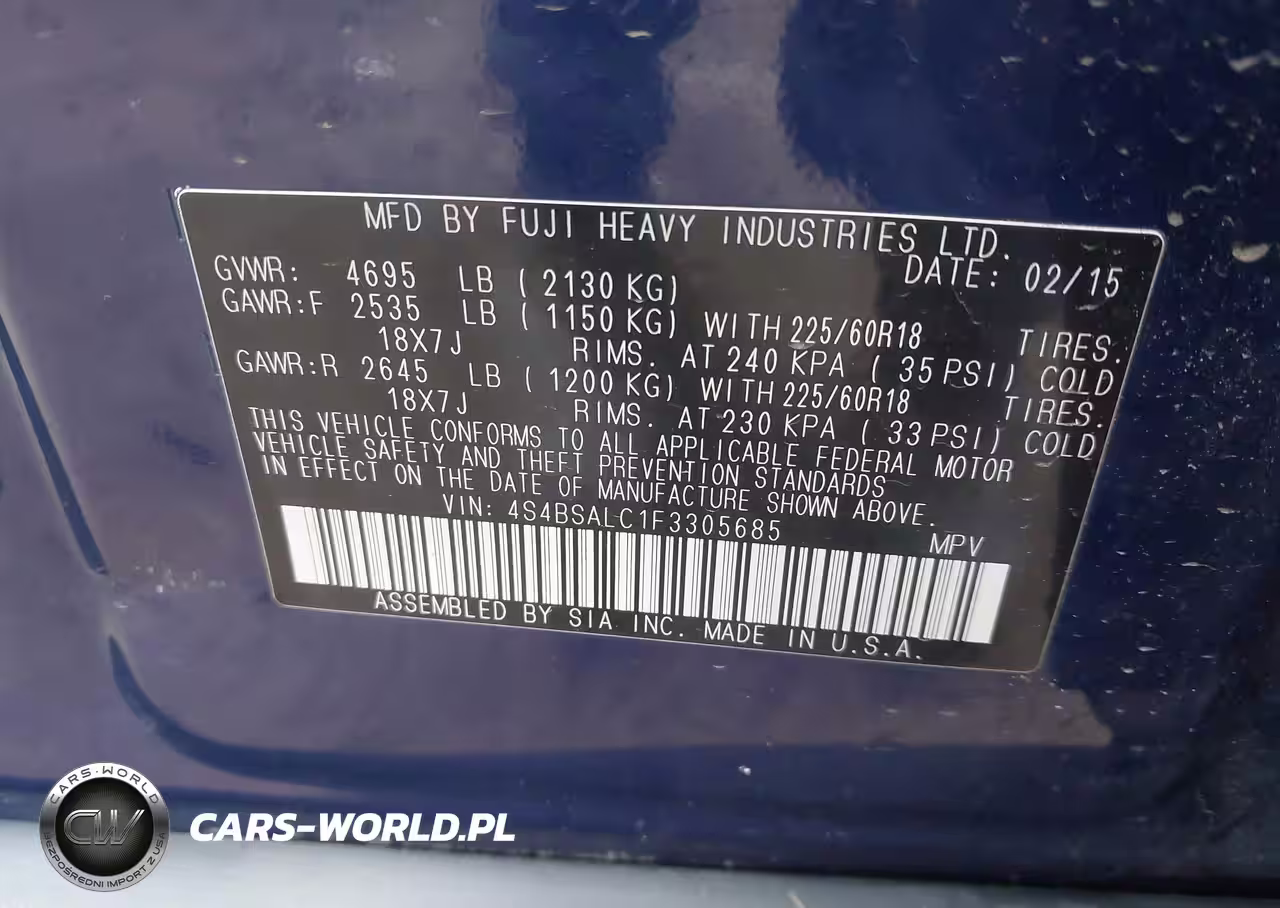 MFD BY FUJI HEAVY INDUSTRIES LTD.
DATE: 02/15
GVWR: 4695 LB ( 2130 KG)
GAWR:F 2535 LB ( 1150 KG) WITH 225/60R18 TIRES.
18X7J RIMS. AT 240 KPA ( 35 PSI) COLD
GAWR:R 2645 LB ( 1200 KG) WITH 225/60R18 TIRES.
18X7J RIMS. AT 230 KPA ( 33 PSI) COLD
THIS VEHICLE CONFORMS TO ALL APPLICABLE FEDERAL MOTOR
VEHICLE SAFETY AND THEFT PREVENTION STANDARDS
IN EFFECT ON THE DATE OF MANUFACTURE SHOWN ABOVE.
VIN: 4S4BSALC1F3305685
MPV
ASSEMBLED BY SIA INC. MADE IN U.S.A.
CARS-WORLD
CW
BEZPOŚREDNI IMPORT Z USA
CARS-WORLD.PL